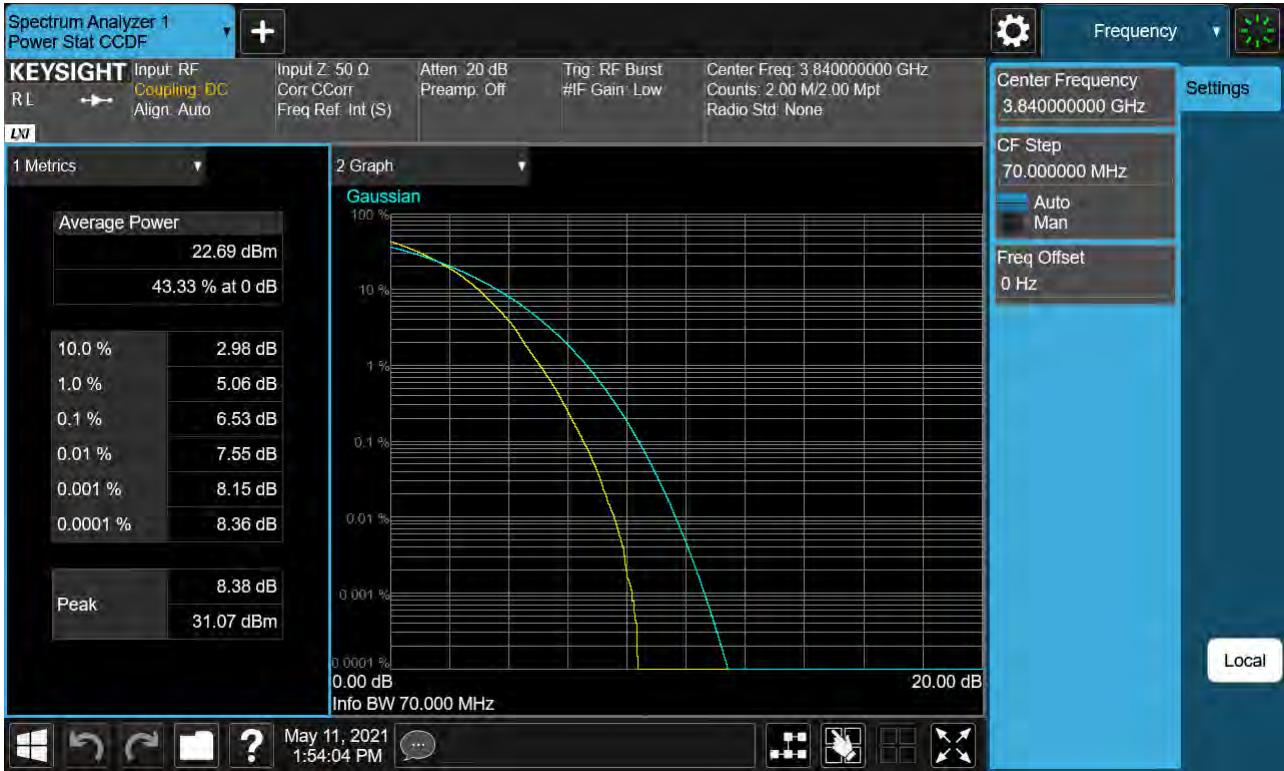 Spectrum Analyzer 1
Power Stat CCDF
Frequency
KEYSIGHT
R L
LXI
Input: RF
Coupling: DC
Align: Auto
Input Z: 50 Ω
Corr CCorr
Freq Ref: Int (S)
Atten: 20 dB
Preamp: Off
Trig: RF Burst
#IF Gain: Low
Center Freq: 3.840000000 GHz
Counts: 2.00 M/2.00 Mpt
Radio Std: None
Center Frequency
3.840000000 GHz
Settings
CF Step
70.000000 MHz
Auto
Man
Freq Offset
0 Hz
Local
1 Metrics
Average Power
22.69 dBm
43.33 % at 0 dB
10.0 % 2.98 dB
1.0 % 5.06 dB
0.1 % 6.53 dB
0.01 % 7.55 dB
0.001 % 8.15 dB
0.0001 % 8.36 dB
Peak
8.38 dB
31.07 dBm
2 Graph
Gaussian
100 %
10 %
1 %
0.1 %
0.01 %
0.001 %
0.0001 %
0.00 dB 20.00 dB
Info BW 70.000 MHz
?
May 11, 2021
1:54:04 PM